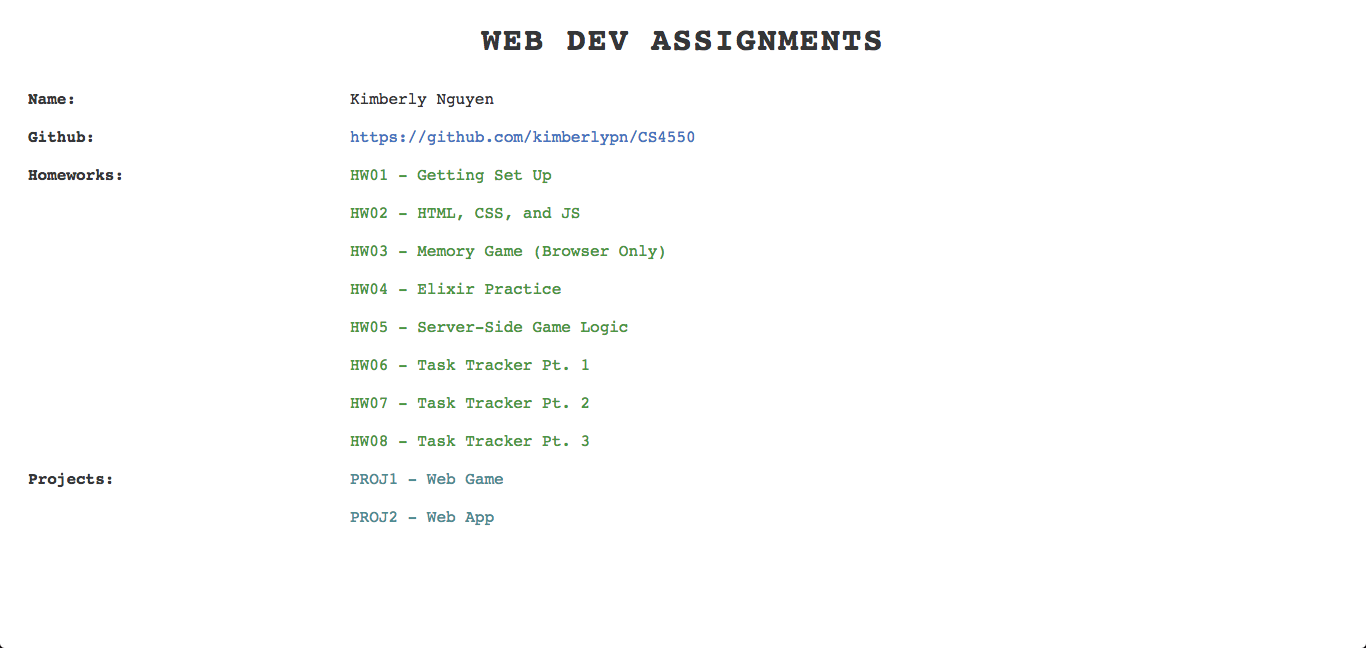 WEB DEV ASSIGNMENTS
Name: Kimberly Nguyen
Github: https://github.com/kimberlypn/CS4550
Homeworks: HW01 - Getting Set Up
HW02 - HTML, CSS, and JS
HW03 - Memory Game (Browser Only)
HW04 - Elixir Practice
HW05 - Server-Side Game Logic
HW06 - Task Tracker Pt. 1
HW07 - Task Tracker Pt. 2
HW08 - Task Tracker Pt. 3
Projects: PROJ1 - Web Game
PROJ2 - Web App